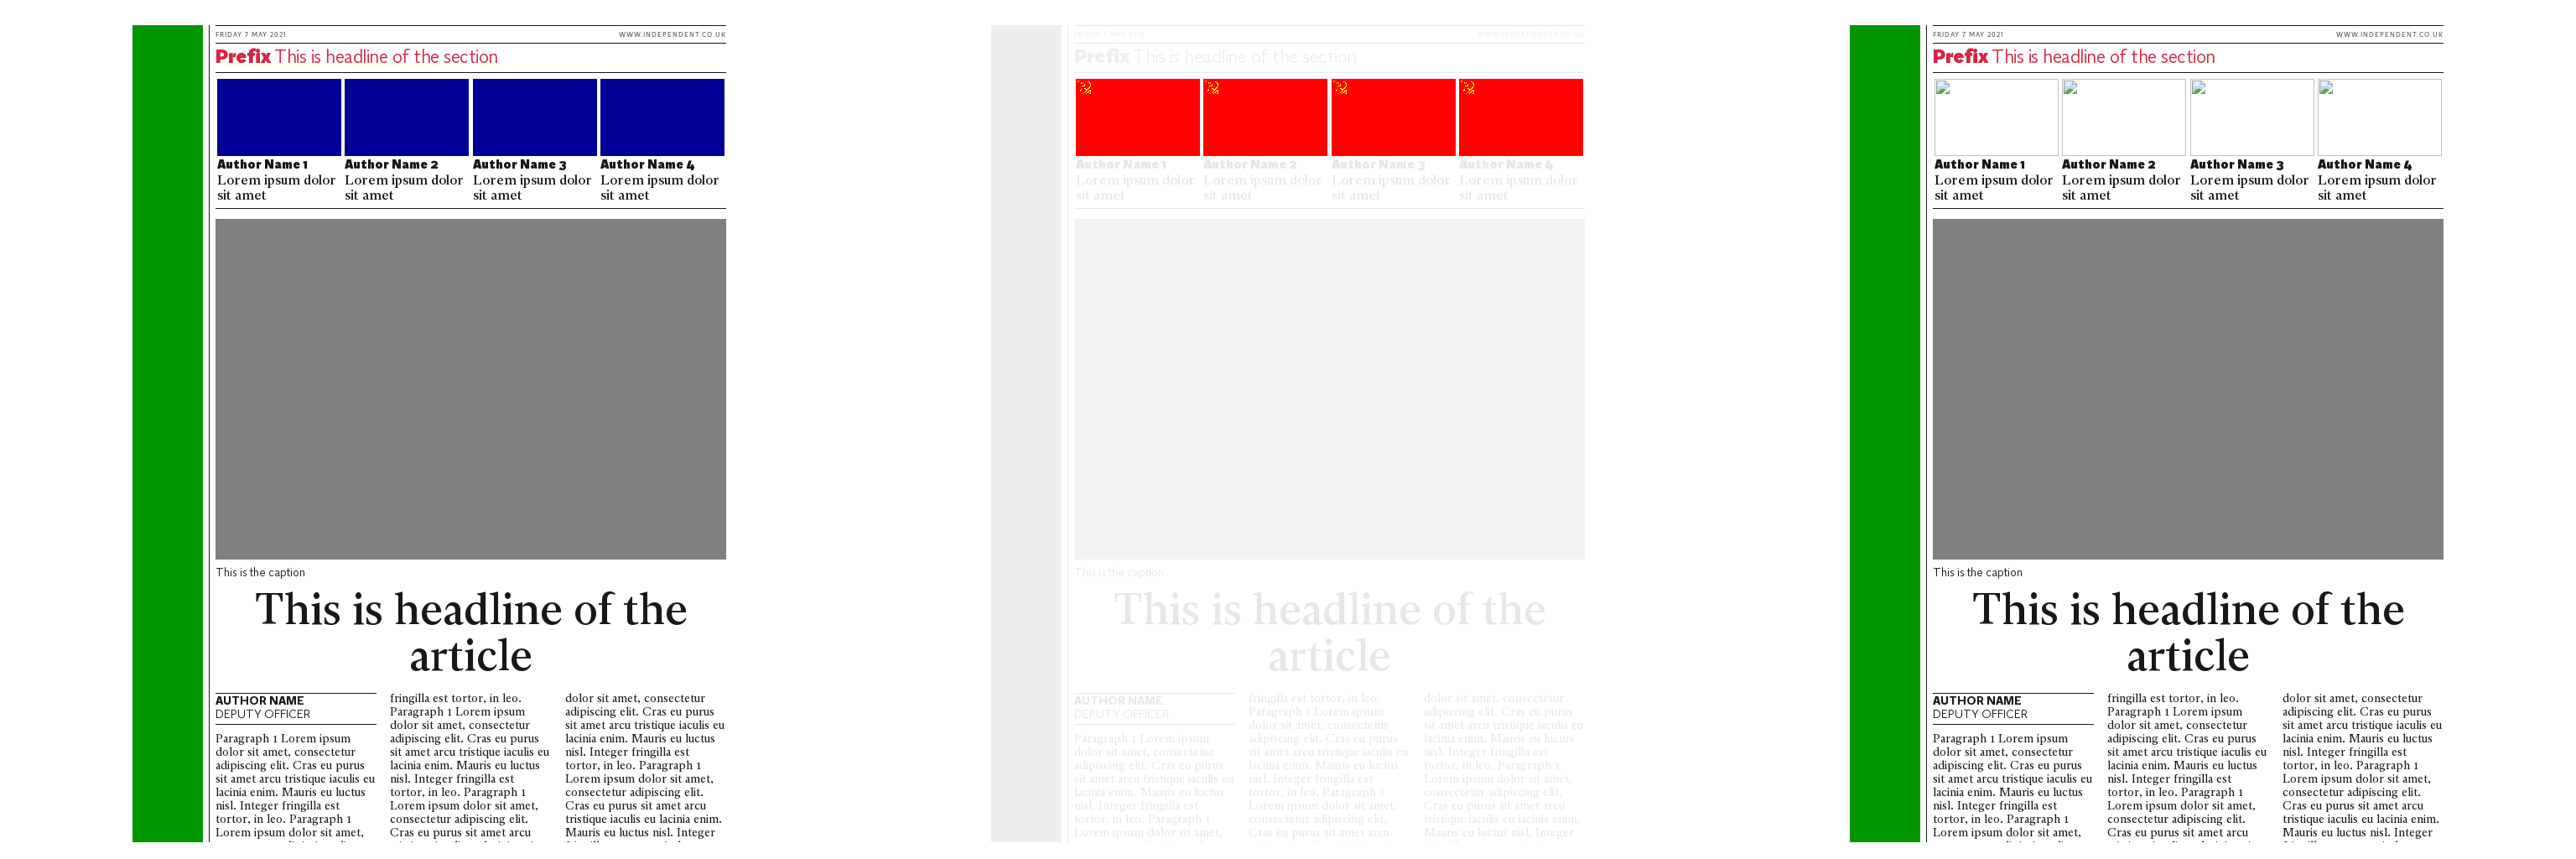 FRIDAY 7 MAY 2021 WWW.INDEPENDENT.CO.UK
Prefix This is headline of the section
Author Name 1
Lorem ipsum dolor
sit amet
Author Name 2
Lorem ipsum dolor
sit amet
Author Name 3
Lorem ipsum dolor
sit amet
Author Name 4
Lorem ipsum dolor
sit amet
This is the caption
This is headline of the
article
AUTHOR NAME
DEPUTY OFFICER
Paragraph 1 Lorem ipsum
dolor sit amet, consectetur
adipiscing elit. Cras eu purus
sit amet arcu tristique iaculis eu
lacinia enim. Mauris eu luctus
nisl. Integer fringilla est
tortor, in leo. Paragraph 1
Lorem ipsum dolor sit amet,
fringilla est tortor, in leo.
Paragraph 1 Lorem ipsum
dolor sit amet, consectetur
adipiscing elit. Cras eu purus
sit amet arcu tristique iaculis eu
lacinia enim. Mauris eu luctus
nisl. Integer fringilla est
tortor, in leo. Paragraph 1
Lorem ipsum dolor sit amet,
consectetur adipiscing elit.
Cras eu purus sit amet arcu
dolor sit amet, consectetur
adipiscing elit. Cras eu purus
sit amet arcu tristique iaculis eu
lacinia enim. Mauris eu luctus
nisl. Integer fringilla est
tortor, in leo. Paragraph 1
Lorem ipsum dolor sit amet,
consectetur adipiscing elit.
Cras eu purus sit amet arcu
tristique iaculis eu lacinia enim.
Mauris eu luctus nisl. Integer
FRIDAY 7 MAY 2021 WWW.INDEPENDENT.CO.UK
Prefix This is headline of the section
Author Name 1
Lorem ipsum dolor
sit amet
Author Name 2
Lorem ipsum dolor
sit amet
Author Name 3
Lorem ipsum dolor
sit amet
Author Name 4
Lorem ipsum dolor
sit amet
This is the caption
This is headline of the
article
AUTHOR NAME
DEPUTY OFFICER
Paragraph 1 Lorem ipsum
dolor sit amet, consectetur
adipiscing elit. Cras eu purus
sit amet arcu tristique iaculis eu
lacinia enim. Mauris eu luctus
nisl. Integer fringilla est
tortor, in leo. Paragraph 1
Lorem ipsum dolor sit amet,
fringilla est tortor, in leo.
Paragraph 1 Lorem ipsum
dolor sit amet, consectetur
adipiscing elit. Cras eu purus
sit amet arcu tristique iaculis eu
lacinia enim. Mauris eu luctus
nisl. Integer fringilla est
tortor, in leo. Paragraph 1
Lorem ipsum dolor sit amet,
consectetur adipiscing elit.
Cras eu purus sit amet arcu
dolor sit amet, consectetur
adipiscing elit. Cras eu purus
sit amet arcu tristique iaculis eu
lacinia enim. Mauris eu luctus
nisl. Integer fringilla est
tortor, in leo. Paragraph 1
Lorem ipsum dolor sit amet,
consectetur adipiscing elit.
Cras eu purus sit amet arcu
tristique iaculis eu lacinia enim.
Mauris eu luctus nisl. Integer
FRIDAY 7 MAY 2021 WWW.INDEPENDENT.CO.UK
Prefix This is headline of the section
Author Name 1
Lorem ipsum dolor
sit amet
Author Name 2
Lorem ipsum dolor
sit amet
Author Name 3
Lorem ipsum dolor
sit amet
Author Name 4
Lorem ipsum dolor
sit amet
This is the caption
This is headline of the
article
AUTHOR NAME
DEPUTY OFFICER
Paragraph 1 Lorem ipsum
dolor sit amet, consectetur
adipiscing elit. Cras eu purus
sit amet arcu tristique iaculis eu
lacinia enim. Mauris eu luctus
nisl. Integer fringilla est
tortor, in leo. Paragraph 1
Lorem ipsum dolor sit amet,
fringilla est tortor, in leo.
Paragraph 1 Lorem ipsum
dolor sit amet, consectetur
adipiscing elit. Cras eu purus
sit amet arcu tristique iaculis eu
lacinia enim. Mauris eu luctus
nisl. Integer fringilla est
tortor, in leo. Paragraph 1
Lorem ipsum dolor sit amet,
consectetur adipiscing elit.
Cras eu purus sit amet arcu
dolor sit amet, consectetur
adipiscing elit. Cras eu purus
sit amet arcu tristique iaculis eu
lacinia enim. Mauris eu luctus
nisl. Integer fringilla est
tortor, in leo. Paragraph 1
Lorem ipsum dolor sit amet,
consectetur adipiscing elit.
Cras eu purus sit amet arcu
tristique iaculis eu lacinia enim.
Mauris eu luctus nisl. Integer